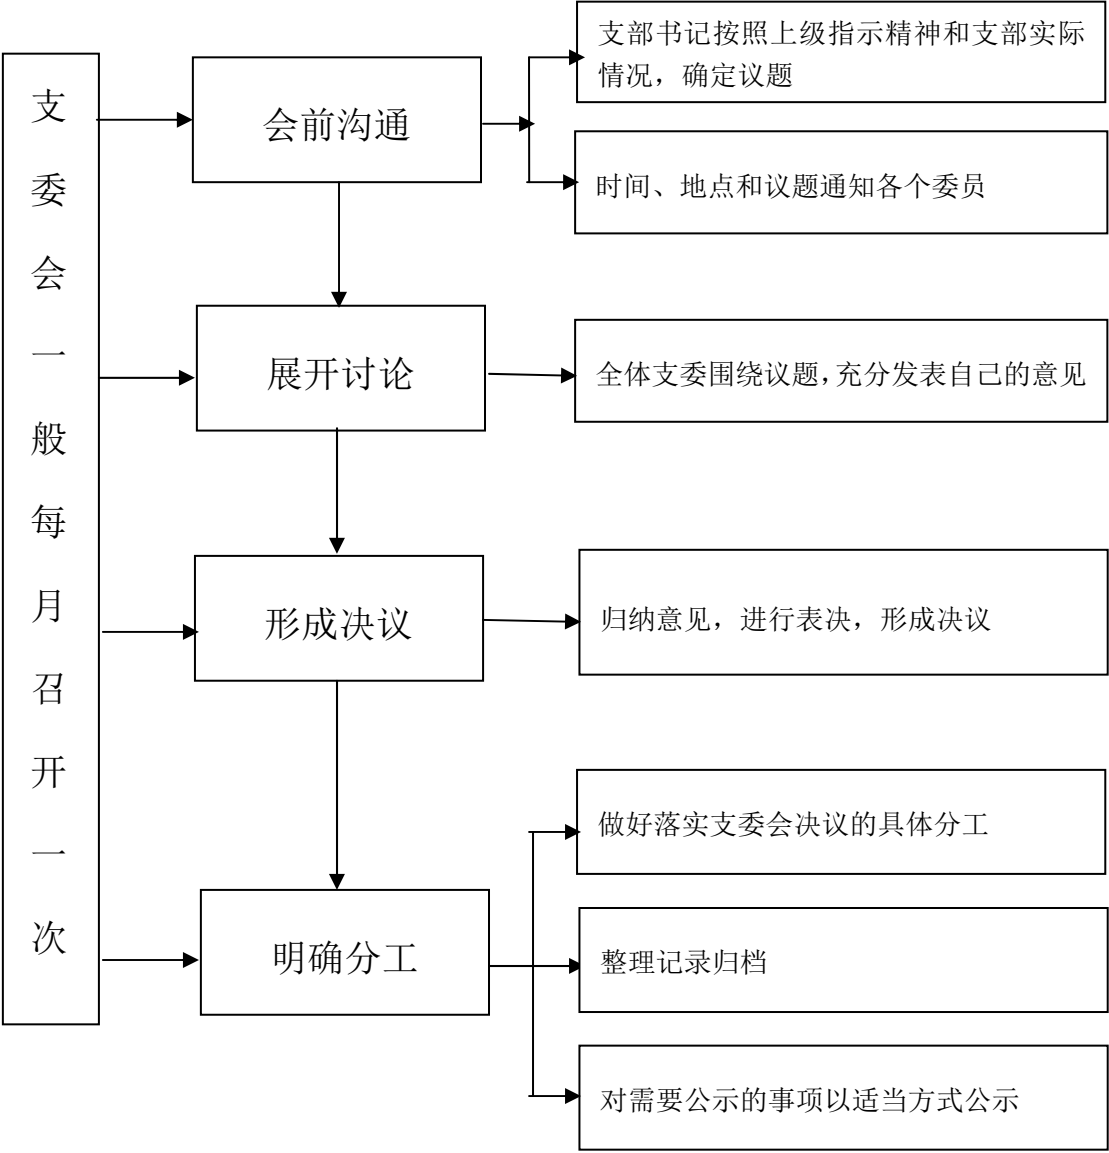 支委会一般每月召开一次
会前沟通
支部书记按照上级指示精神和支部实际
情况，确定议题
时间、地点和议题通知各个委员
展开讨论
全体支委围绕议题，充分发表自己的意见
形成决议
归纳意见，进行表决，形成决议
明确分工
做好落实支委会决议的具体分工
整理记录归档
对需要公示的事项以适当方式公示